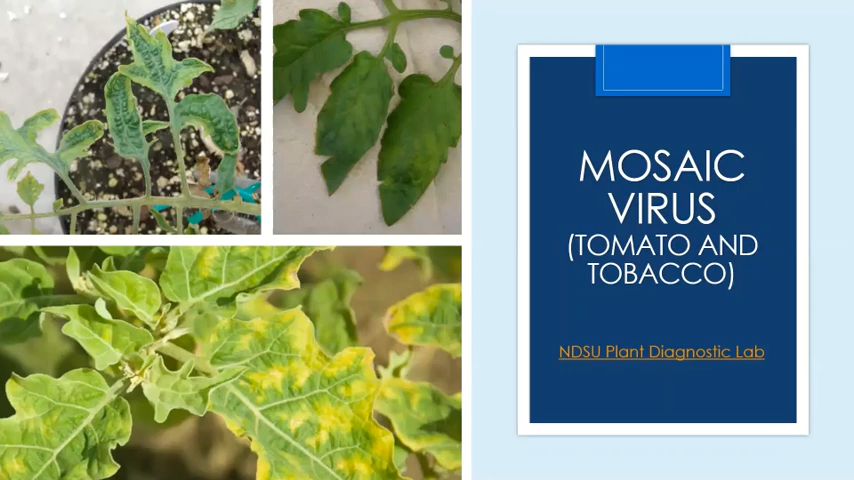 MOSAIC
VIRUS
(TOMATO AND
TOBACCO)
NDSU Plant Diagnostic Lab